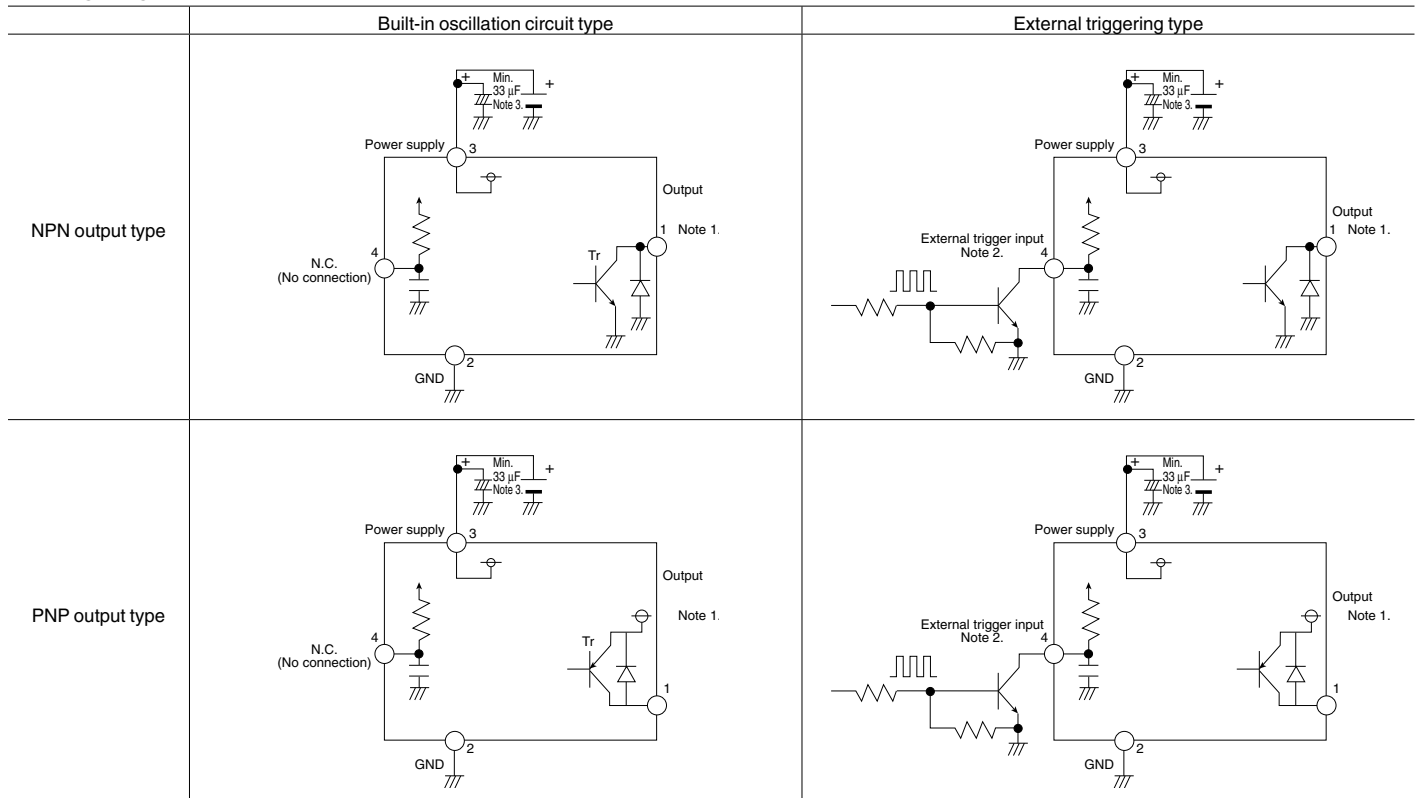 Built-in oscillation circuit type
External triggering type
NPN output type
+
Min.
33 μF
Note 3.
+
Power supply
3
Output
1
Note 1.
4
N.C.
(No connection)
Tr
2
GND
+
Min.
33 μF
Note 3.
+
Power supply
3
Output
1
Note 1.
External trigger input
Note 2.
4
2
GND
PNP output type
+
Min.
33 μF
Note 3.
+
Power supply
3
Output
Note 1.
4
N.C.
(No connection)
Tr
1
2
GND
+
Min.
33 μF
Note 3.
+
Power supply
3
Output
Note 1.
External trigger input
Note 2.
4
1
2
GND